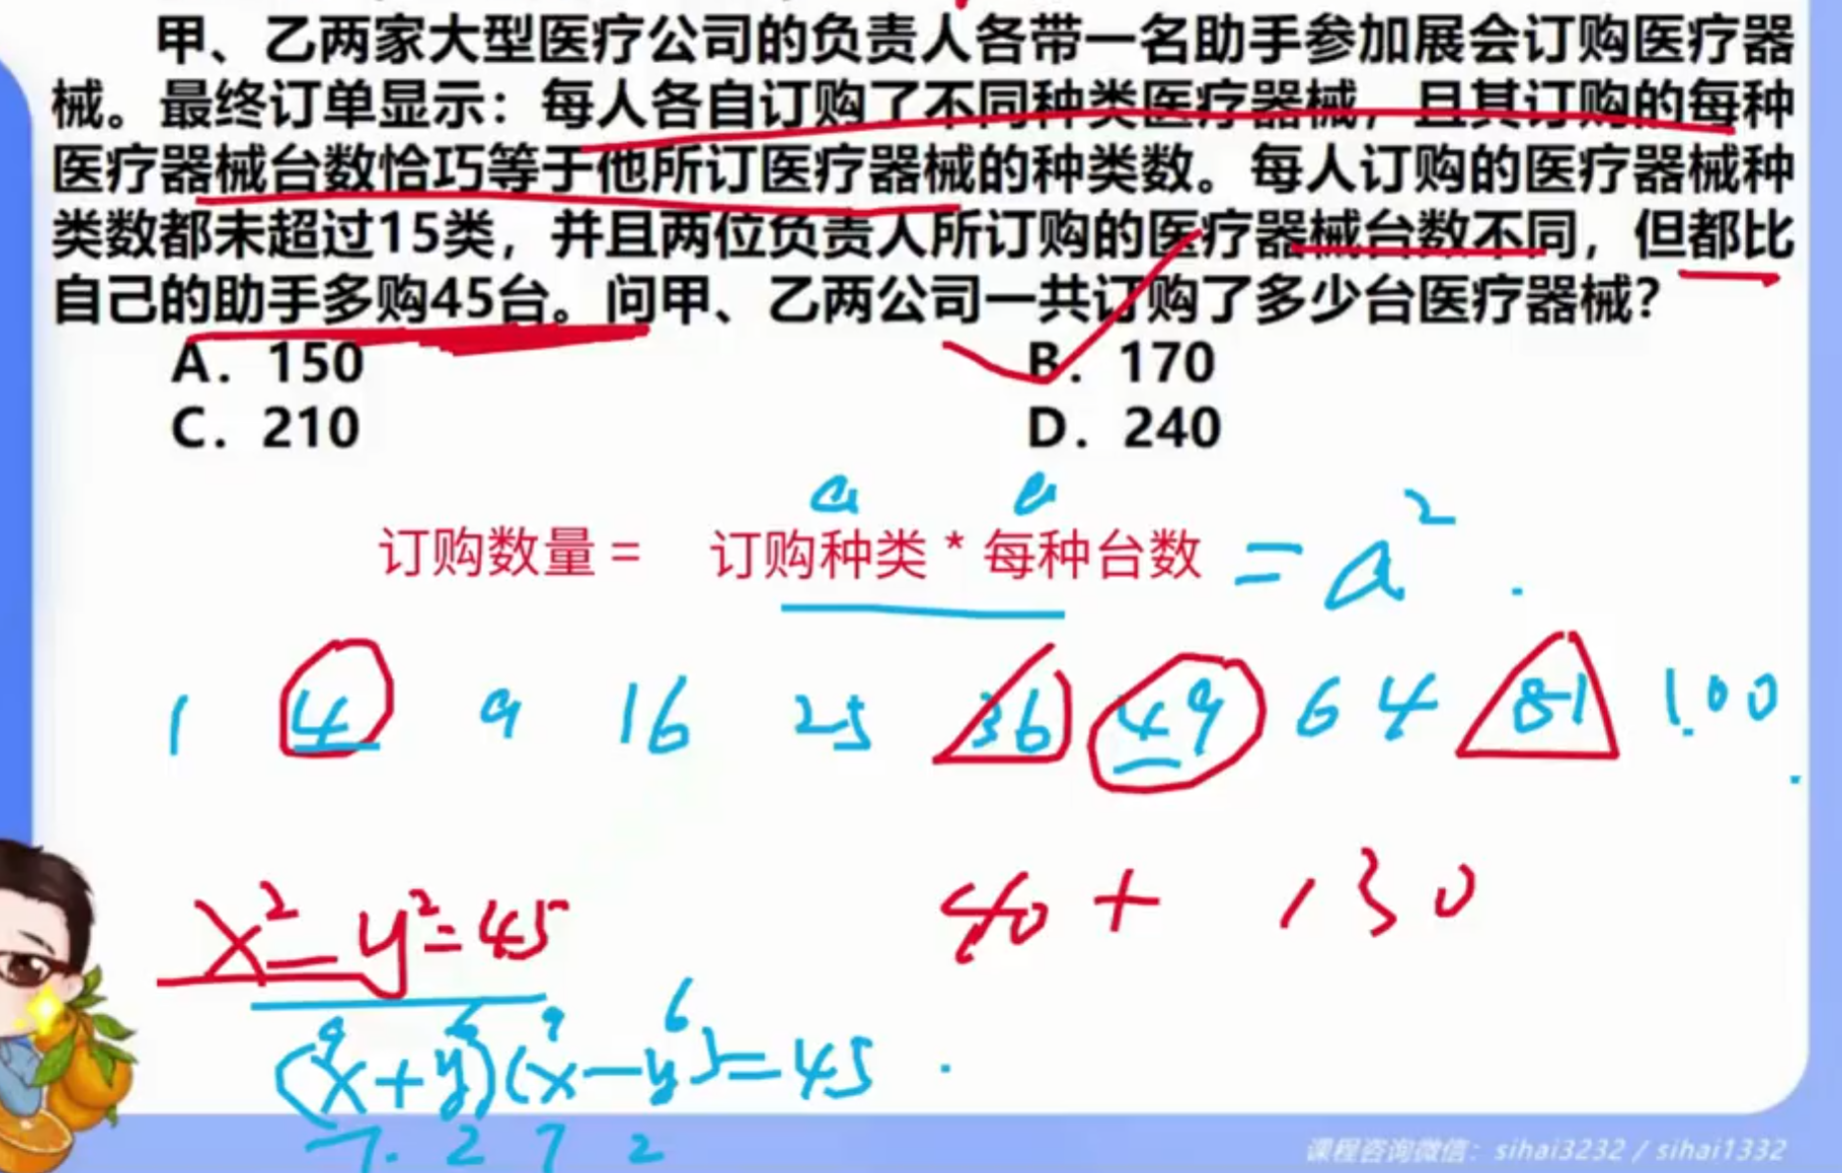 甲、乙两家大型医疗公司的负责人各带一名助手参加展会订购医疗器
械。最终订单显示：每人各自订购了不同种类医疗器械，且其订购的每种
医疗器械台数恰巧等于他所订医疗器械的种类数。每人订购的医疗器械种
类数都未超过15类，并且两位负责人所订购的医疗器械台数不同，但都比
自己的助手多购45台。问甲、乙两公司一共订购了多少台医疗器械？
A. 150 B. 170
C. 210 D. 240
a a
订购数量 = 订购种类 * 每种台数 = a²
1 4 9 16 25 36 49 64 81 100
x² - y² = 45 40 + 130
9 6 9 6
(x+y)(x-y)=45
7. 2 7 2
课程咨询微信：sihai3232 / sihai1332